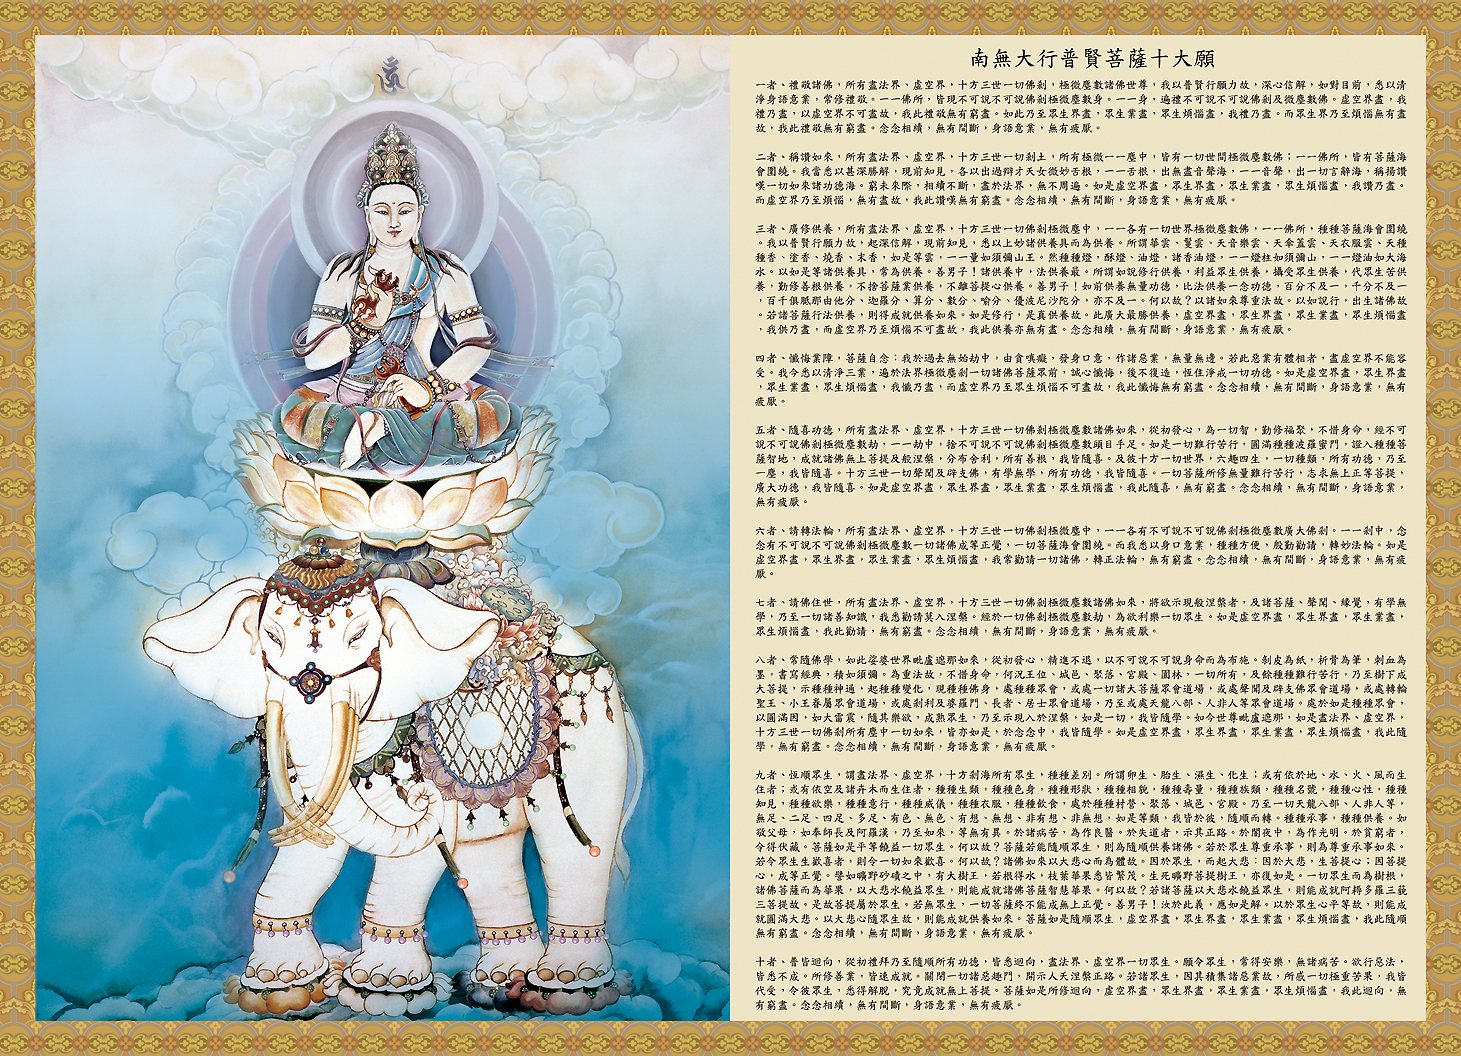 南無大行普賢菩薩十大願
一者、禮敬諸佛，所有盡法界、虛空界，十方三世一切佛剎，極微塵數諸佛世尊，我以普賢行願力故，深心信解，如對目前，悉以清
淨身語意業，常修禮敬。一一佛所，皆現不可說不可說佛剎極微塵數身。一一身，遍禮不可說不可說佛剎及微塵數佛。虛空界盡，我
禮乃盡，以虛空界不可盡故，我此禮敬無有窮盡。如此乃至眾生界盡，眾生業盡，眾生煩惱盡，我禮乃盡。而眾生界乃至煩惱無有盡
故，我此禮敬無有窮盡。念念相續，無有間斷，身語意業，無有疲厭。
二者、稱讚如來，所有盡法界、虛空界，十方三世一切剎土，所有極微一一塵中，皆有一切世間極微塵數佛；一一佛所，皆有菩薩海
會圍繞。我當悉以甚深勝解，現前知見，各以出過辯才天女微妙舌根，一一舌根，出無盡音聲海，一一音聲，出一切言辭海，稱揚讚
嘆一切如來諸功德海。窮未來際，相續不斷，盡於法界，無不周遍。如是虛空界盡，眾生界盡，眾生業盡，眾生煩惱盡，我讚乃盡。
而虛空界乃至煩惱，無有盡故，我此讚嘆無有窮盡。念念相續，無有間斷，身語意業，無有疲厭。
三者、廣修供養，所有盡法界、虛空界，十方三世一切佛剎極微塵中，一一各有一切世界極微塵數佛，一一佛所，種種菩薩海會圍繞
。我以普賢行願力故，起深信解，現前知見，悉以上妙諸供養具而為供養。所謂華雲、鬘雲、天音樂雲、天傘蓋雲、天衣服雲、天種
種香、塗香、燒香、末香，如是等雲，一一量如須彌山王。然種種燈，酥燈、油燈，諸香油燈，一一燈柱如須彌山，一一燈油如大海
水。以如是等諸供養具，常為供養。善男子！諸供養中，法供養最。所謂如說修行供養，利益眾生供養，攝受眾生供養，代眾生苦供
養，勤修善根供養，不捨菩薩業供養，不離菩提心供養。善男子！如前供養無量功德，比法供養一念功德，百分不及一，千分不及一
，百千俱胝那由他分、迦羅分、算分、數分、喻分、優波尼沙陀分，亦不及一。何以故？以諸如來尊重法故。以如說行，出生諸佛故
。若諸菩薩行法供養，則得成就供養如來。如是修行，是真供養故。此廣大最勝供養，虛空界盡，眾生界盡，眾生業盡，眾生煩惱盡
，我供乃盡，而虛空界乃至煩惱不可盡故，我此供養亦無有盡。念念相續，無有間斷，身語意業，無有疲厭。
四者、懺悔業障，菩薩自念：我於過去無始劫中，由貪嗔癡，發身口意，作諸惡業，無量無邊。若此惡業有體相者，盡虛空界不能容
受。我今悉以清淨三業，遍於法界極微塵剎一切諸佛菩薩眾前，誠心懺悔，後不復造，恆住淨戒一切功德。如是虛空界盡，眾生界盡
，眾生業盡，眾生煩惱盡，我懺乃盡，而虛空界乃至眾生煩惱不可盡故，我此懺悔無有窮盡。念念相續，無有間斷，身語意業，無有
疲厭。
五者、隨喜功德，所有盡法界、虛空界，十方三世一切佛剎極微塵數諸佛如來，從初發心，為一切智，勤修福聚，不惜身命，經不可
說不可說佛剎極微塵數劫，一一劫中，捨不可說不可說佛剎極微塵數頭目手足。如是一切難行苦行，圓滿種種波羅蜜門，證入種種菩
薩智地，成就諸佛無上菩提及般涅槃，分布舍利，所有善根，我皆隨喜。及彼十方一切世界，六趣四生，一切種類，所有功德，乃至
一塵，我皆隨喜。十方三世一切聲聞及辟支佛，有學無學，所有功德，我皆隨喜。一切菩薩所修無量難行苦行，志求無上正等菩提，
廣大功德，我皆隨喜。如是虛空界盡，眾生界盡，眾生業盡，眾生煩惱盡，我此隨喜，無有窮盡。念念相續，無有間斷，身語意業，
無有疲厭。
六者、請轉法輪，所有盡法界、虛空界，十方三世一切佛剎極微塵中，一一各有不可說不可說佛剎極微塵數廣大佛剎。一一剎中，念
念有不可說不可說佛剎極微塵數一切諸佛成等正覺，一切菩薩海會圍繞。而我悉以身口意業，種種方便，殷勤勸請，轉妙法輪。如是
虛空界盡，眾生界盡，眾生業盡，眾生煩惱盡，我常勸請一切諸佛，轉正法輪，無有窮盡。念念相續，無有間斷，身語意業，無有疲
厭。
七者、請佛住世，所有盡法界、虛空界，十方三世一切佛剎極微塵數諸佛如來，將欲示現般涅槃者，及諸菩薩、聲聞、緣覺，有學無
學，乃至一切諸善知識，我悉勸請莫入涅槃。經於一切佛剎極微塵數劫，為欲利樂一切眾生。如是虛空界盡，眾生界盡，眾生業盡，
眾生煩惱盡，我此勸請，無有窮盡。念念相續，無有間斷，身語意業，無有疲厭。
八者、常隨佛學，如此娑婆世界毗盧遮那如來，從初發心，精進不退，以不可說不可說身命而為布施。剝皮為紙，析骨為筆，刺血為
墨，書寫經典，積如須彌。為重法故，不惜身命，何況王位、城邑、聚落、宮殿、園林，一切所有，及餘種種難行苦行，乃至樹下成
大菩提，示種種神通，起種種變化，現種種佛身，處種種眾會，或處一切諸大菩薩眾會道場，或處聲聞及辟支佛眾會道場，或處轉輪
聖王、小王眷屬眾會道場，或處剎利及婆羅門、長者、居士眾會道場，乃至或處天龍八部、人非人等眾會道場。處於如是種種眾會，
以圓滿因，如大雷震，隨其樂欲，成熟眾生，乃至示現入於涅槃，如是一切，我皆隨學。如今世尊毗盧遮那，如是盡法界、虛空界，
十方三世一切佛剎所有塵中一切如來，皆亦如是，於念念中，我皆隨學。如是虛空界盡，眾生界盡，眾生業盡，眾生煩惱盡，我此隨
學，無有窮盡。念念相續，無有間斷，身語意業，無有疲厭。
九者、恆順眾生，謂盡法界、虛空界，十方剎海所有眾生，種種差別。所謂卵生、胎生、濕生、化生；或有依於地、水、火、風而生
住者；或有依空及諸卉木而生住者，種種生類，種種色身，種種形狀，種種相貌，種種壽量，種種族類，種種名號，種種心性，種種
知見，種種欲樂，種種意行，種種威儀，種種衣服，種種飲食，處於種種村營、聚落、城邑、宮殿。乃至一切天龍八部、人非人等，
無足、二足、四足、多足、有色、無色、有想、無想、非有想、非無想，如是等類，我皆於彼，隨順而轉。種種承事，種種供養。如
敬父母，如奉師長及阿羅漢，乃至如來，等無有異。於諸病苦，為作良醫。於失道者，示其正路。於闇夜中，為作光明。於貧窮者，
令得伏藏。菩薩如是平等饒益一切眾生。何以故？菩薩若能隨順眾生，則為隨順供養諸佛。若於眾生尊重承事，則為尊重承事如來。
若令眾生生歡喜者，則令一切如來歡喜。何以故？諸佛如來以大悲心而為體故。因於眾生，而起大悲：因於大悲，生菩提心；因菩提
心，成等正覺。譬如曠野砂磧之中，有大樹王，若根得水，枝葉華果悉皆繁茂。生死曠野菩提樹王，亦復如是。一切眾生而為樹根，
諸佛菩薩而為華果，以大悲水饒益眾生，則能成就諸佛菩薩智慧華果。何以故？若諸菩薩以大悲水饒益眾生，則能成就阿耨多羅三藐
三菩提故。是故菩提屬於眾生。若無眾生，一切菩薩終不能成無上正覺。善男子！汝於此義，應如是解。以於眾生心平等故，則能成
就圓滿大悲。以大悲心隨眾生故，則能成就供養如來。菩薩如是隨順眾生，虛空界盡，眾生界盡，眾生業盡，眾生煩惱盡，我此隨順
無有窮盡。念念相續，無有間斷，身語意業，無有疲厭。
十者、普皆迴向，從初禮拜乃至隨順所有功德，皆悉迴向，盡法界、虛空界一切眾生。願令眾生，常得安樂，無諸病苦。欲行惡法，
皆悉不成。所修善業，皆速成就。關閉一切諸惡趣門，開示人天涅槃正路。若諸眾生，因其積集諸惡業故，所感一切極重苦果，我皆
代受，令彼眾生，悉得解脫，究竟成就無上菩提。菩薩如是所修迴向，虛空界盡，眾生界盡，眾生業盡，眾生煩惱盡，我此迴向，無
有窮盡。念念相續，無有間斷，身語意業，無有疲厭。